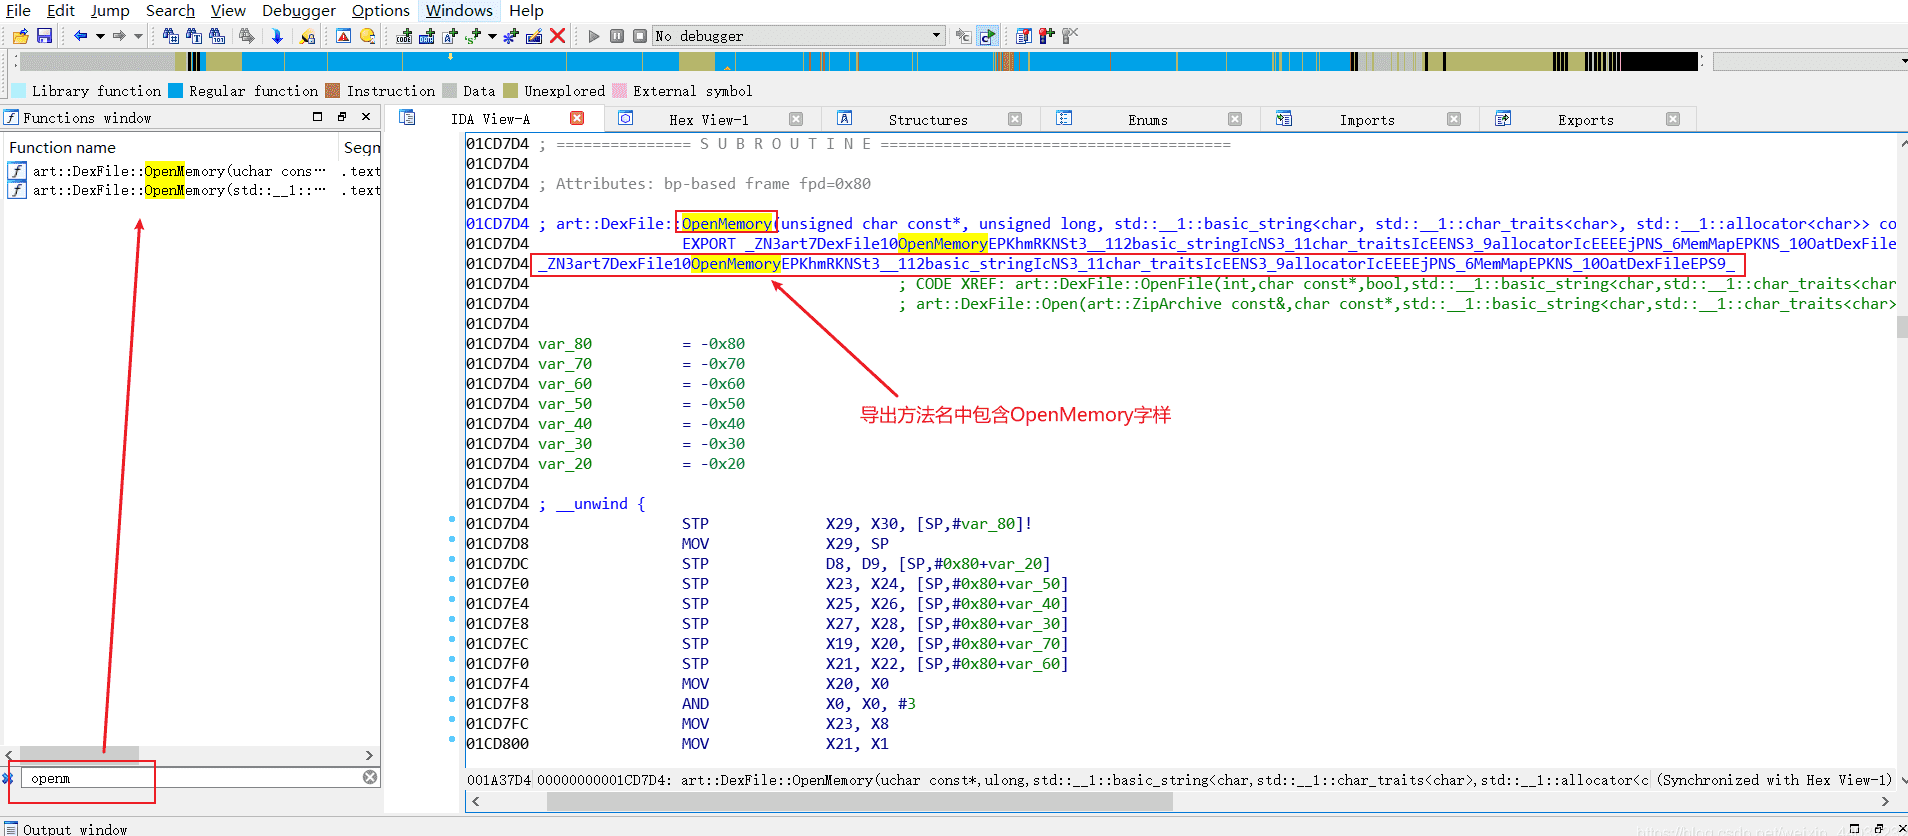 File Edit Jump Search View Debugger Options Windows Help
No debugger
Library function Regular function Instruction Data Unexplored External symbol
Functions window
Function name Segm
art::DexFile::OpenMemory(uchar cons… .text
art::DexFile::OpenMemory(std::__1::… .text
openm
Output window
IDA View-A Hex View-1 Structures Enums Imports Exports
01CD7D4 ; =============== S U B R O U T I N E =======================================
01CD7D4
01CD7D4 ; Attributes: bp-based frame fpd=0x80
01CD7D4
01CD7D4 ; art::DexFile::OpenMemory(unsigned char const*, unsigned long, std::__1::basic_string<char, std::__1::char_traits<char>, std::__1::allocator<char>> co
01CD7D4 EXPORT _ZN3art7DexFile10OpenMemoryEPKhmRKNSt3__112basic_stringIcNS3_11char_traitsIcEENS3_9allocatorIcEEEEjPNS_6MemMapEPKNS_10OatDexFile
01CD7D4 _ZN3art7DexFile10OpenMemoryEPKhmRKNSt3__112basic_stringIcNS3_11char_traitsIcEENS3_9allocatorIcEEEEjPNS_6MemMapEPKNS_10OatDexFileEPS9_
01CD7D4 ; CODE XREF: art::DexFile::OpenFile(int,char const*,bool,std::__1::basic_string<char,std::__1::char_traits<char
01CD7D4 ; art::DexFile::Open(art::ZipArchive const&,char const*,std::__1::basic_string<char,std::__1::char_traits<char>
01CD7D4
01CD7D4 var_80 = -0x80
01CD7D4 var_70 = -0x70
01CD7D4 var_60 = -0x60
01CD7D4 var_50 = -0x50
01CD7D4 var_40 = -0x40
01CD7D4 var_30 = -0x30
01CD7D4 var_20 = -0x20
导出方法名中包含OpenMemory字样
01CD7D4
01CD7D4 ; __unwind {
01CD7D4 STP X29, X30, [SP,#var_80]!
01CD7D8 MOV X29, SP
01CD7DC STP D8, D9, [SP,#0x80+var_20]
01CD7E0 STP X23, X24, [SP,#0x80+var_50]
01CD7E4 STP X25, X26, [SP,#0x80+var_40]
01CD7E8 STP X27, X28, [SP,#0x80+var_30]
01CD7EC STP X19, X20, [SP,#0x80+var_70]
01CD7F0 STP X21, X22, [SP,#0x80+var_60]
01CD7F4 MOV X20, X0
01CD7F8 AND X0, X0, #3
01CD7FC MOV X23, X8
01CD800 MOV X21, X1
001A37D4 00000000001CD7D4: art::DexFile::OpenMemory(uchar const*,ulong,std::__1::basic_string<char,std::__1::char_traits<char>,std::__1::allocator<c (Synchronized with Hex View-1)